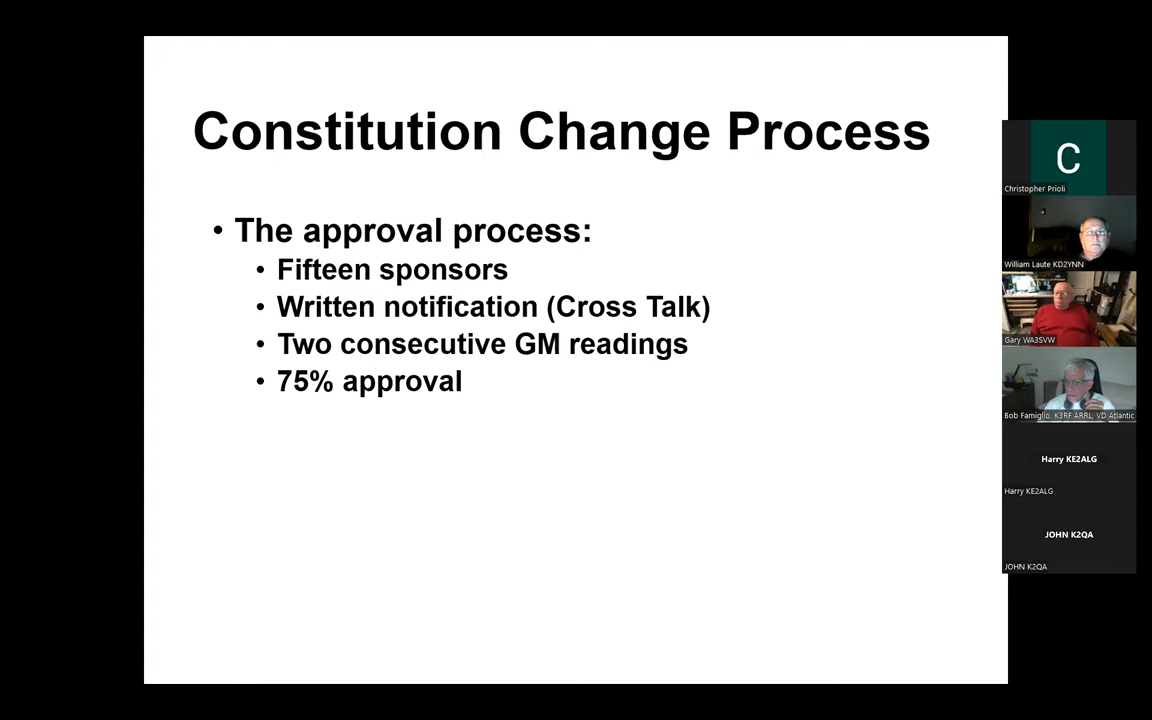 Constitution Change Process
• The approval process:
• Fifteen sponsors
• Written notification (Cross Talk)
• Two consecutive GM readings
• 75% approval
C
Christopher Prioli
William Laute KD2YNN
Gary WA3SVW
Bob Famiglio, K3RF ARRL, VD Atlantic
Harry KE2ALG
Harry KE2ALG
JOHN K2QA
JOHN K2QA